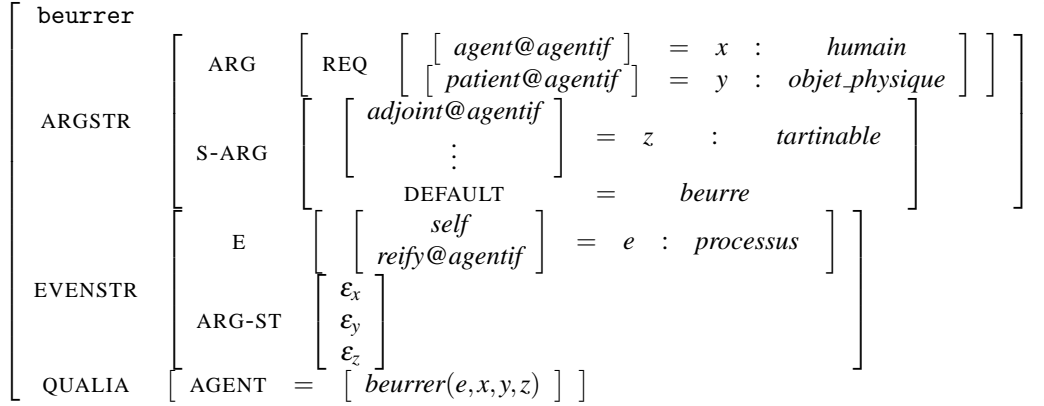 beurrer
ARGSTR
ARG REQ [ agent@agentif ] = x : humain
[ patient@agentif ] = y : objet_physique
S-ARG [ adjoint@agentif ⋮ ] = z : tartinable
DEFAULT = beurre
EVENSTR
E [ self reify@agentif ] = e : processus
ARG-ST
εx
εy
εz
QUALIA [ AGENT = [ beurrer(e,x,y,z) ] ]